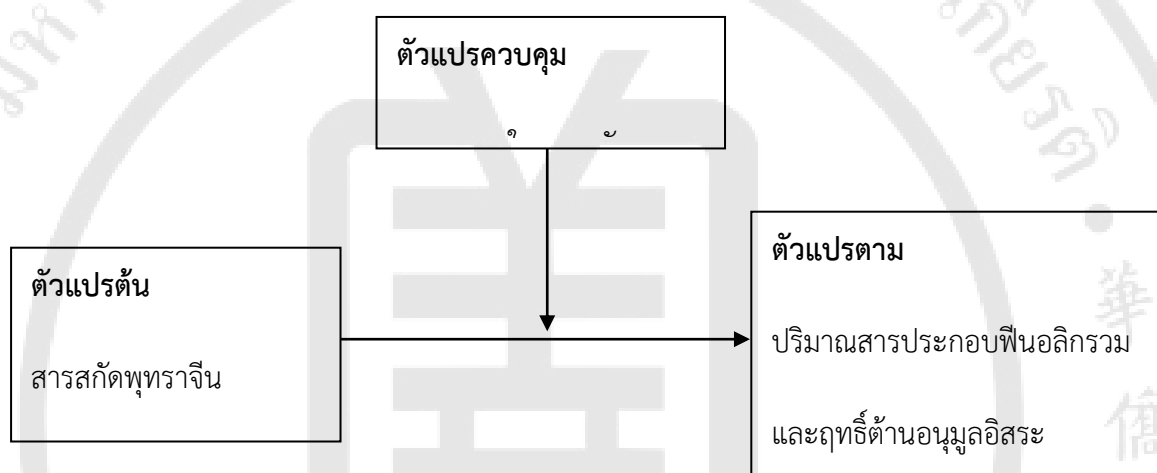 ตัวแปรควบคุม
ตัวแปรต้น
สารสกัดพุทราจีน
ตัวแปรตาม
ปริมาณสารประกอบฟีนอลิกรวม
และฤทธิ์ต้านอนุมูลอิสระ
華
僑